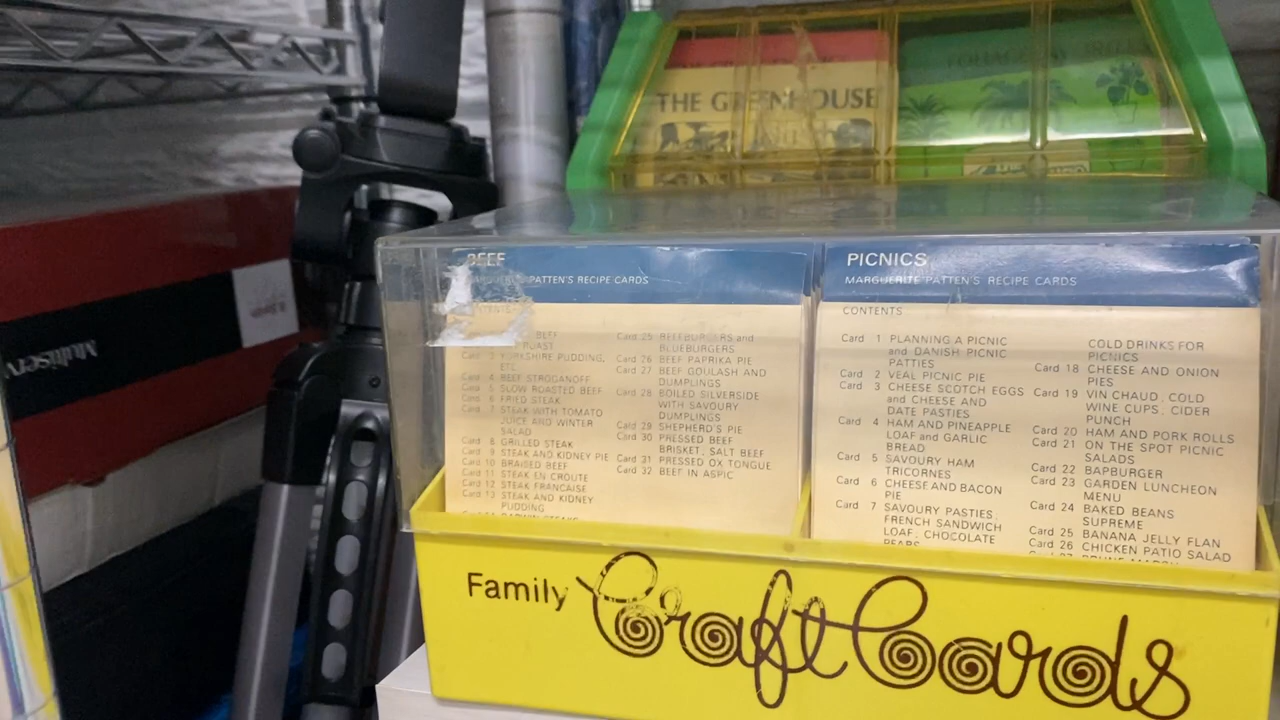 THE GREENHOUSE
FOLIAGE
BEEF
MARGUERITE PATTEN'S RECIPE CARDS
BEEF
ROAST
Card 3 YORKSHIRE PUDDING,
ETC.
Card 4 BEEF STROGANOFF
Card 5 SLOW ROASTED BEEF
Card 6 FRIED STEAK
Card 7 STEAK WITH TOMATO
JUICE AND WINTER
SALAD
Card 8 GRILLED STEAK
Card 9 STEAK AND KIDNEY PIE
Card 10 BRAISED BEEF
Card 11 STEAK EN CROUTE
Card 12 STEAK FRANCAISE
Card 13 STEAK AND KIDNEY
PUDDING
Card 25 BEEFBURGERS and
BLUEBURGERS
Card 26 BEEF PAPRIKA PIE
Card 27 BEEF GOULASH AND
DUMPLINGS
Card 28 BOILED SILVERSIDE
WITH SAVOURY
DUMPLINGS
Card 29 SHEPHERD'S PIE
Card 30 PRESSED BEEF
BRISKET; SALT BEEF
Card 31 PRESSED OX TONGUE
Card 32 BEEF IN ASPIC
PICNICS
MARGUERITE PATTEN'S RECIPE CARDS
CONTENTS
Card 1 PLANNING A PICNIC
and DANISH PICNIC
PATTIES
Card 2 VEAL PICNIC PIE
Card 3 CHEESE SCOTCH EGGS
and CHEESE AND
DATE PASTIES
Card 4 HAM AND PINEAPPLE
LOAF and GARLIC
BREAD
Card 5 SAVOURY HAM
TRICORNES
Card 6 CHEESE AND BACON
PIE
Card 7 SAVOURY PASTIES,
FRENCH SANDWICH
LOAF; CHOCOLATE
PEARS
COLD DRINKS FOR
PICNICS
Card 18 CHEESE AND ONION
PIES
Card 19 VIN CHAUD, COLD
WINE CUPS, CIDER
PUNCH
Card 20 HAM AND PORK ROLLS
Card 21 ON THE SPOT PICNIC
SALADS
Card 22 BAPBURGER
Card 23 GARDEN LUNCHEON
MENU
Card 24 BAKED BEANS
SUPREME
Card 25 BANANA JELLY FLAN
Card 26 CHICKEN PATIO SALAD
Family Craft Cards